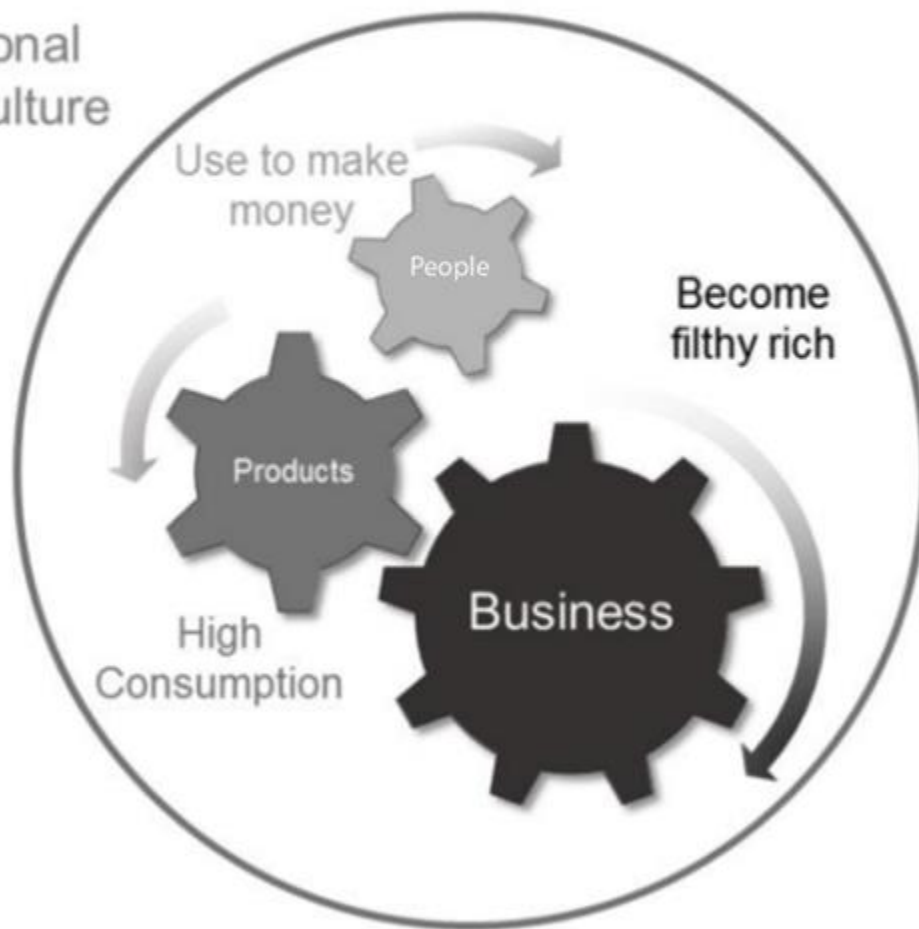 onal
ulture
Use to make
money
People
Become
filthy rich
Products
Business
High
Consumption